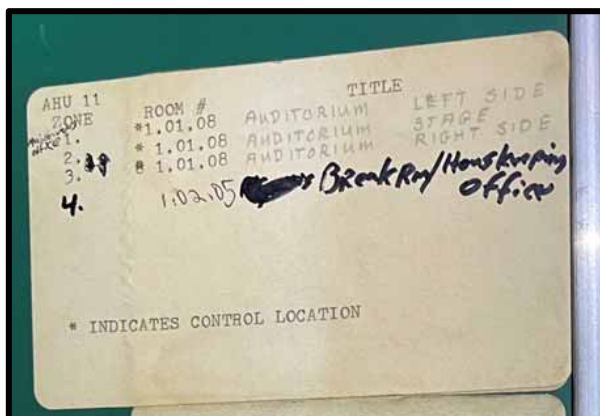 AHU 11 TITLE
ZONE ROOM #
1. *1.01.08 AUDITORIUM LEFT SIDE
2. * 1.01.08 AUDITORIUM STAGE
3. * 1.01.08 AUDITORIUM RIGHT SIDE
4. 1.02.05 Break Rm/Houskeeping
Office
* INDICATES CONTROL LOCATION